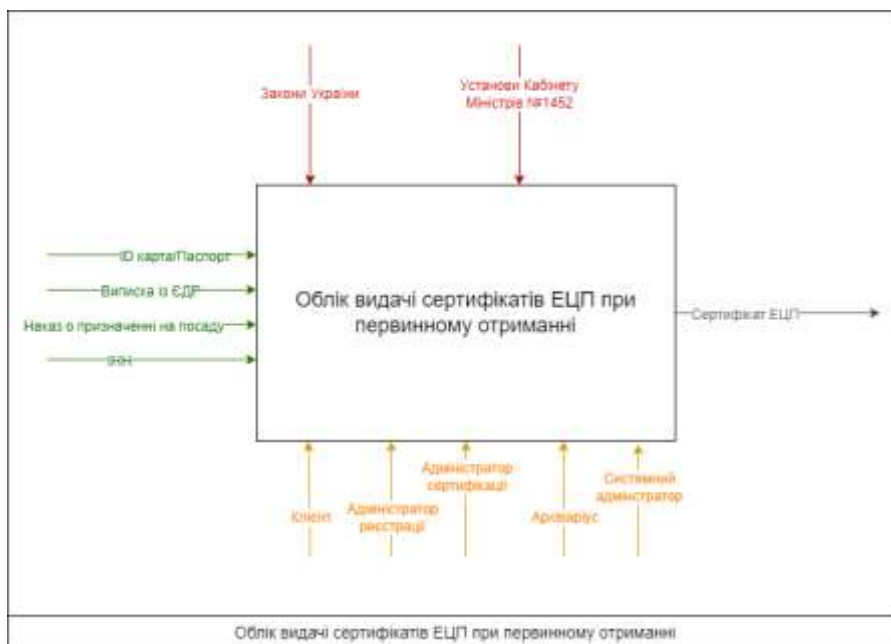 Закони України
Установи Кабінету
Міністрів №1452
ID карта/Паспорт
Виписка із ЄДР
Наказ о призначенні на посаду
ІНН
Облік видачі сертифікатів ЕЦП при
первинному отриманні
Сертифікат ЕЦП
Клієнт
Адміністратор
реєстрації
Адміністратор
сертифікації
Архіваріус
Системний
адміністратор
Облік видачі сертифікатів ЕЦП при первинному отриманні